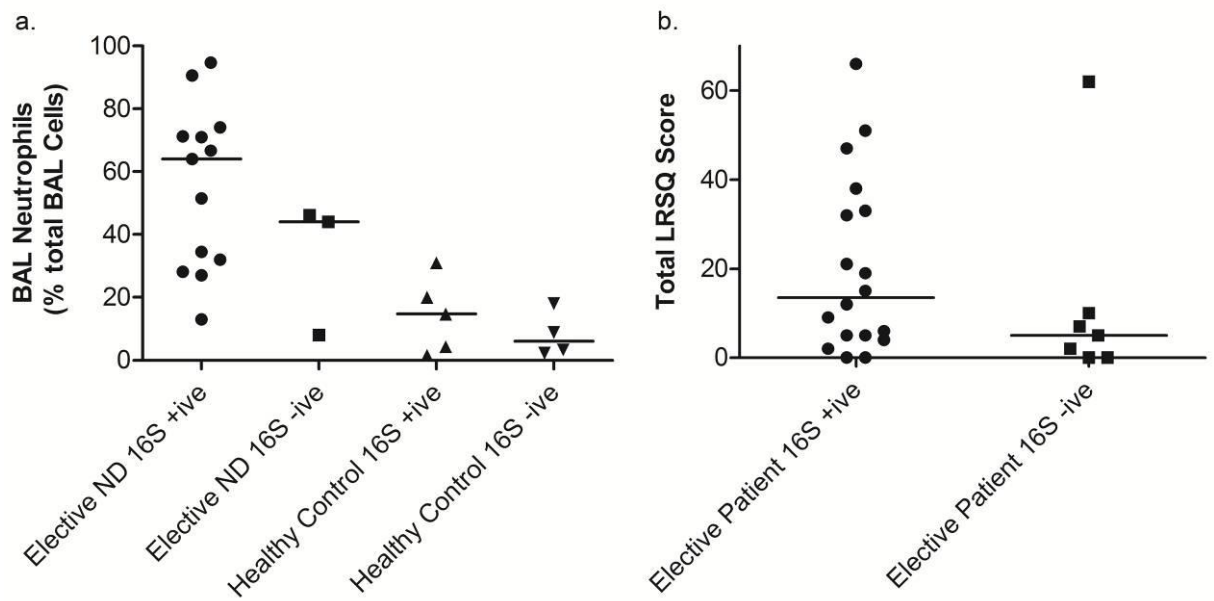 a.
BAL Neutrophils
(% total BAL Cells)
100
80
60
40
20
0
Elective ND 16S +ive
Elective ND 16S -ive
Healthy Control 16S +ive
Healthy Control 16S -ive
b.
Total LRSQ Score
60
40
20
0
Elective Patient 16S +ive
Elective Patient 16S -ive